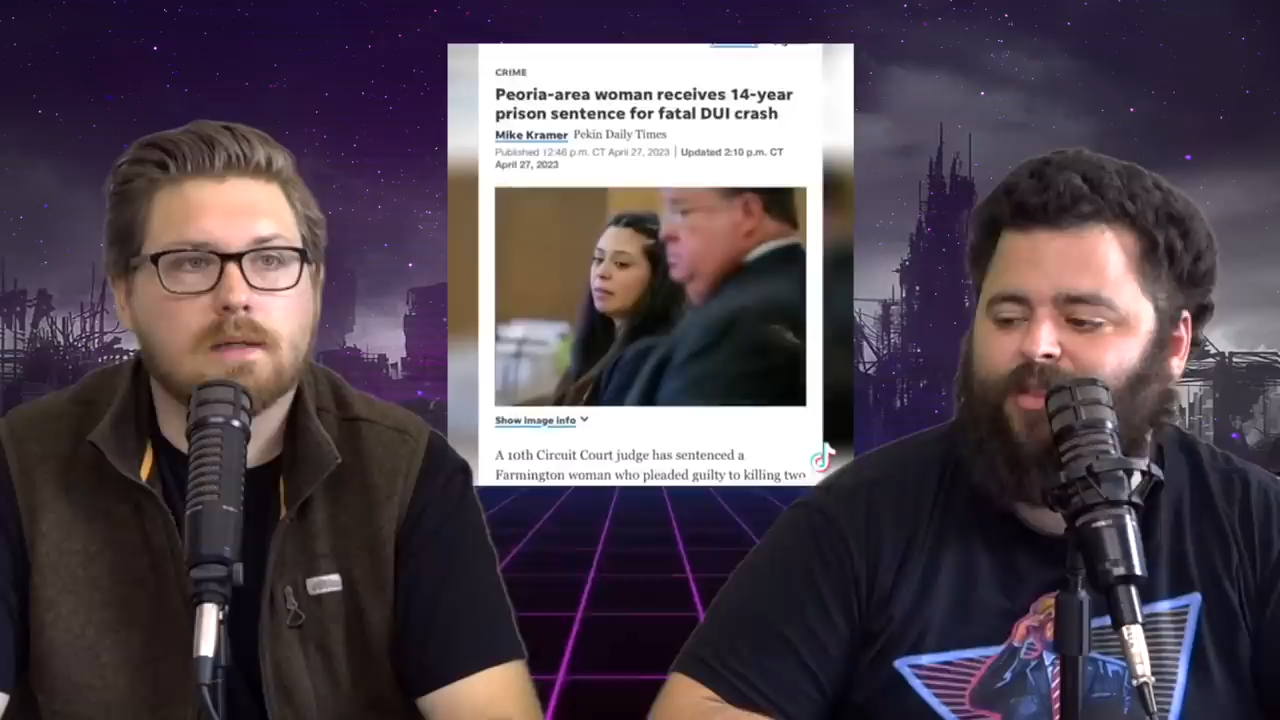 CRIME
Peoria-area woman receives 14-year
prison sentence for fatal DUI crash
Mike Kramer Pekin Daily Times
Published 12:46 p.m. CT April 27, 2023 | Updated 2:10 p.m. CT
April 27, 2023
Show image info
A 10th Circuit Court judge has sentenced a
Farmington woman who pleaded guilty to killing two